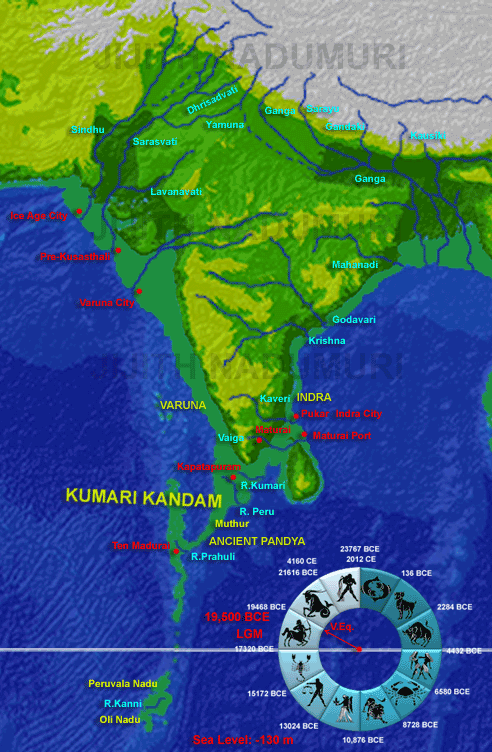 JIJITH NADUMURI
Dhrisadvati
Ganga
Sarayu
Gandak
Kausiki
Sindhu
Yamuna
Sarasvati
Ganga
Lavanavati
Ice Age City
JIJITH NADUMURI
Pre-Kusasthali
Mahanadi
Varuna City
Godavari
Krishna
JIJITH NADUMURI
Kaveri
INDRA
VARUNA
Pukar Indra City
Madurai
Vaigai
Maturai Port
Kapatapuram
R.Kumari
KUMARI KANDAM
R. Peru
Muthur
ANCIENT PANDYA
Ten Madurai
R.Prahuli
23767 BCE
2012 CE
4160 CE
21616 BCE
136 BCE
19468 BCE
2284 BCE
19,500 BCE
V.Eq.
LGM
17320 BCE
4432 BCE
Peruvala Nadu
15172 BCE
6580 BCE
R.Kanni
Oli Nadu
13024 BCE
8728 BCE
10,876 BCE
Sea Level: -130 m